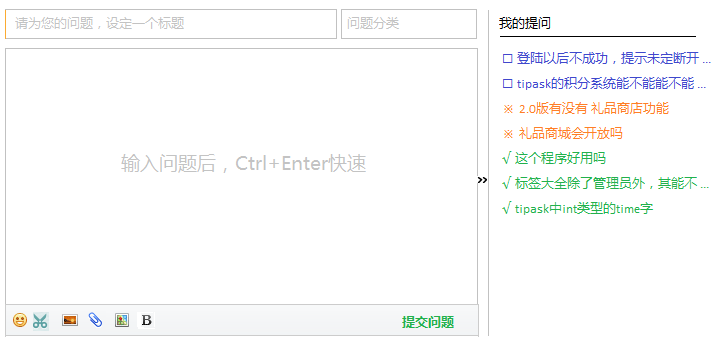 请为您的问题，设定一个标题
问题分类
输入问题后，Ctrl+Enter快速
B
提交问题
»
我的提问
□ 登陆以后不成功，提示未定断开 ...
□ tipask的积分系统能不能能不能 ...
※ 2.0版有没有 礼品商店功能
※ 礼品商城会开放吗
√ 这个程序好用吗
√ 标签大全除了管理员外，其能不 ...
√ tipask中int类型的time字